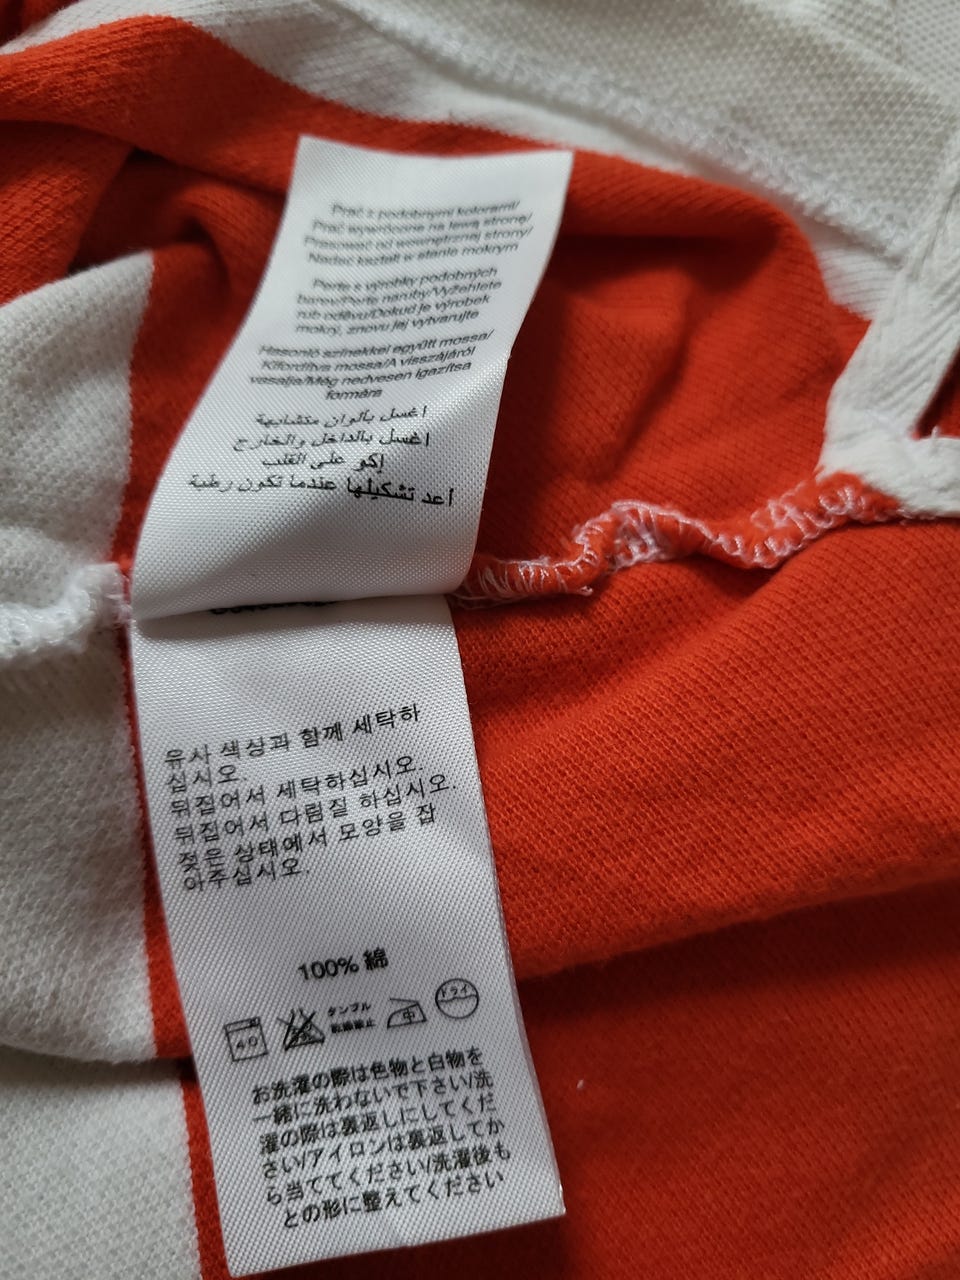 Prać z podobnymi kolorami/
Prać wywrócone na lewą stronę/
Prasować od wewnętrznej strony/
Nadać kształt w stanie mokrym
Perte s výrobky podobných
barev/Perte naruby/Vyžehlete
rub oděvu/Dokud je výrobek
mokrý, znovu jej vytvarujte
Hasonló színekkel együtt mossa/
Kifordítva mossa/A visszájáról
vasalja/Még nedvesen igazítsa
formára
اغسل بألوان متشابهة
اغسل بالداخل والخارج
إكو على القلب
أعد تشكيلها عندما تكون رطبة
유사 색상과 함께 세탁하
십시오.
뒤집어서 세탁하십시오.
뒤집어서 다림질 하십시오.
젖은 상태에서 모양을 잡
아주십시오.
100% 綿
40
タンブル
乾燥禁止
中
ドライ
お洗濯の際は色物と白物を
一緒に洗わないで下さい/洗
濯の際は裏返しにしてくだ
さい/アイロンは裏返してか
ら当ててください/洗濯後も
との形に整えてください